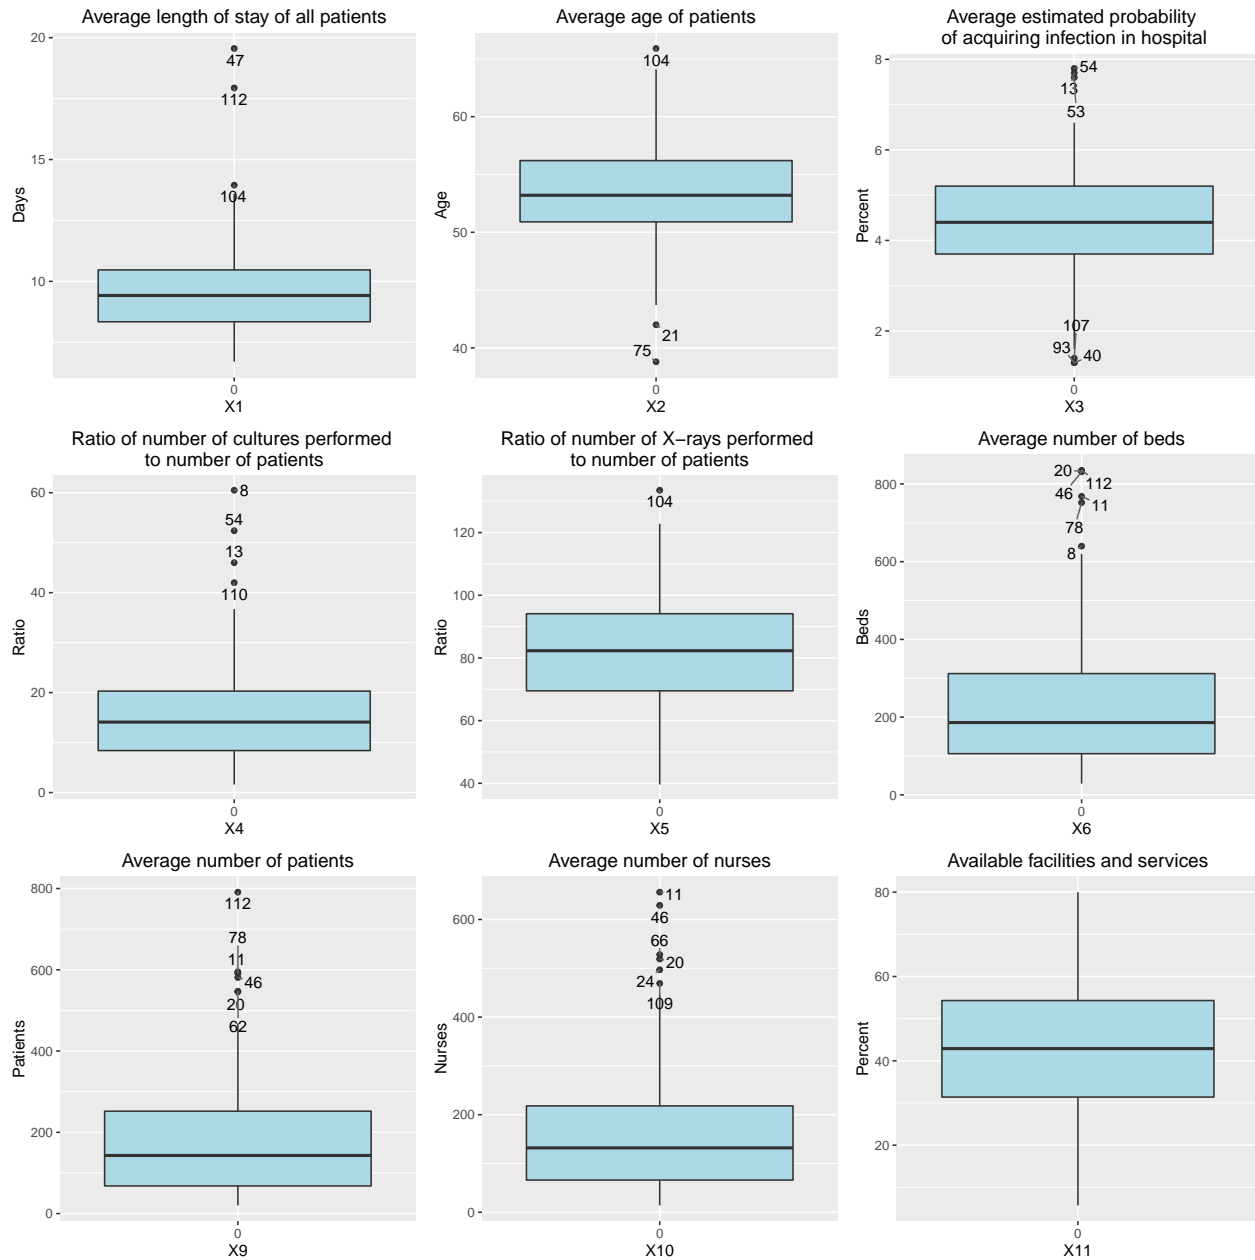 Average length of stay of all patients
20
47
112
15
104
10
Days
0
X1
Average age of patients
104
60
50
40
21
75
Age
0
X2
Average estimated probability
of acquiring infection in hospital
8
54
13
53
6
4
2
107
93
40
Percent
0
X3
Ratio of number of cultures performed
to number of patients
60
8
54
13
40
110
20
0
Ratio
0
X4
Ratio of number of X−rays performed
to number of patients
104
120
100
80
60
40
Ratio
0
X5
Average number of beds
20
112
800
46
11
78
8
600
400
200
0
Beds
0
X6
Average number of patients
800
112
78
11
600
46
20
62
400
200
0
Patients
0
X9
Average number of nurses
11
600
46
66
20
24
109
400
200
0
Nurses
0
X10
Available facilities and services
80
60
40
20
Percent
0
X11